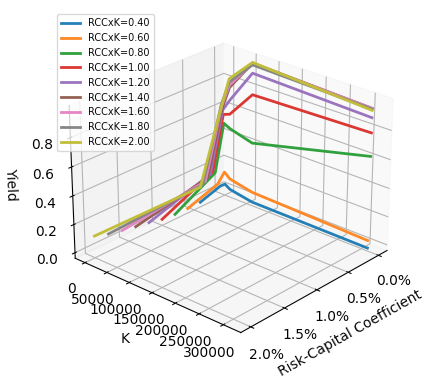 RCCxK=0.40
RCCxK=0.60
RCCxK=0.80
RCCxK=1.00
RCCxK=1.20
RCCxK=1.40
RCCxK=1.60
RCCxK=1.80
RCCxK=2.00
Yield
0.8
0.6
0.4
0.2
0.0
0
50000
100000
150000
200000
250000
300000
K
0.0%
0.5%
1.0%
1.5%
2.0%
Risk-Capital Coefficient